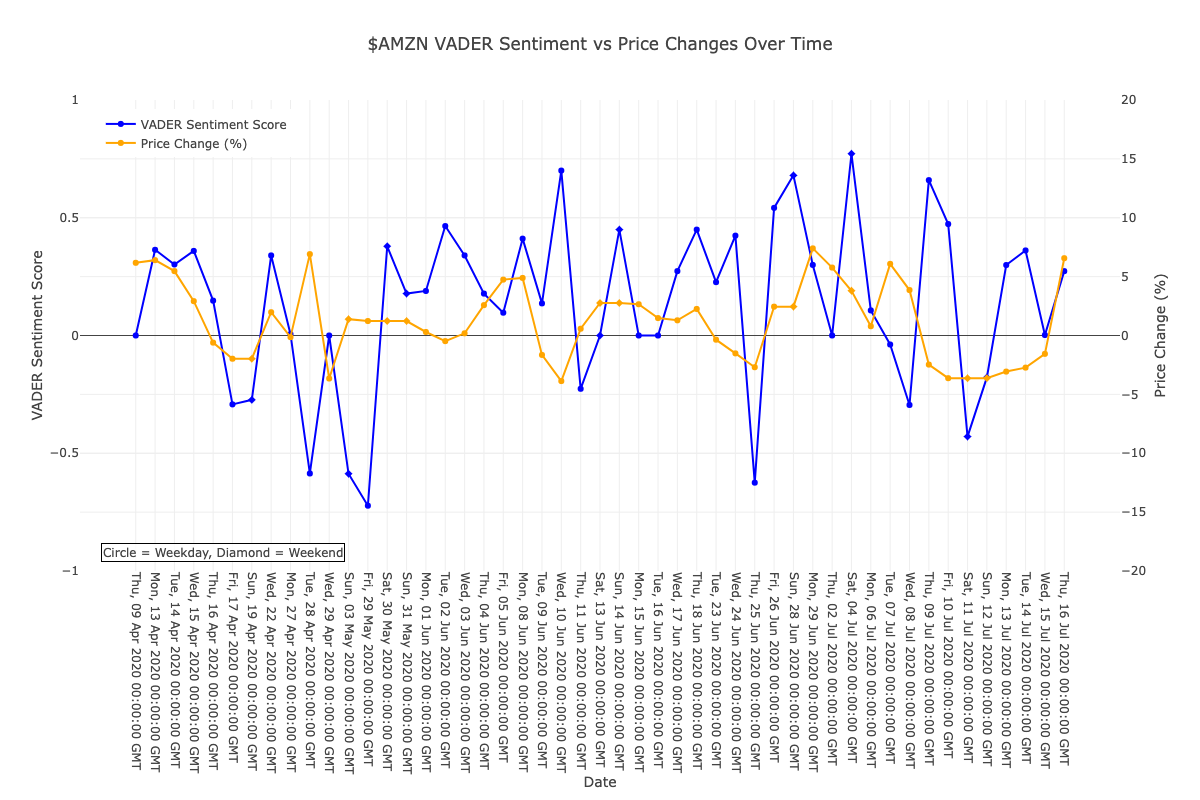 $AMZN VADER Sentiment vs Price Changes Over Time
VADER Sentiment Score
Price Change (%)
1
0.5
0
−0.5
−1
VADER Sentiment Score
20
15
10
5
0
−5
−10
−15
−20
Price Change (%)
Circle = Weekday, Diamond = Weekend
Thu, 09 Apr 2020 00:00:00 GMT
Mon, 13 Apr 2020 00:00:00 GMT
Tue, 14 Apr 2020 00:00:00 GMT
Wed, 15 Apr 2020 00:00:00 GMT
Thu, 16 Apr 2020 00:00:00 GMT
Fri, 17 Apr 2020 00:00:00 GMT
Sun, 19 Apr 2020 00:00:00 GMT
Wed, 22 Apr 2020 00:00:00 GMT
Mon, 27 Apr 2020 00:00:00 GMT
Tue, 28 Apr 2020 00:00:00 GMT
Wed, 29 Apr 2020 00:00:00 GMT
Sun, 03 May 2020 00:00:00 GMT
Fri, 29 May 2020 00:00:00 GMT
Sat, 30 May 2020 00:00:00 GMT
Sun, 31 May 2020 00:00:00 GMT
Mon, 01 Jun 2020 00:00:00 GMT
Tue, 02 Jun 2020 00:00:00 GMT
Wed, 03 Jun 2020 00:00:00 GMT
Thu, 04 Jun 2020 00:00:00 GMT
Fri, 05 Jun 2020 00:00:00 GMT
Mon, 08 Jun 2020 00:00:00 GMT
Tue, 09 Jun 2020 00:00:00 GMT
Wed, 10 Jun 2020 00:00:00 GMT
Thu, 11 Jun 2020 00:00:00 GMT
Sat, 13 Jun 2020 00:00:00 GMT
Sun, 14 Jun 2020 00:00:00 GMT
Mon, 15 Jun 2020 00:00:00 GMT
Tue, 16 Jun 2020 00:00:00 GMT
Wed, 17 Jun 2020 00:00:00 GMT
Thu, 18 Jun 2020 00:00:00 GMT
Tue, 23 Jun 2020 00:00:00 GMT
Wed, 24 Jun 2020 00:00:00 GMT
Thu, 25 Jun 2020 00:00:00 GMT
Fri, 26 Jun 2020 00:00:00 GMT
Sun, 28 Jun 2020 00:00:00 GMT
Mon, 29 Jun 2020 00:00:00 GMT
Thu, 02 Jul 2020 00:00:00 GMT
Sat, 04 Jul 2020 00:00:00 GMT
Mon, 06 Jul 2020 00:00:00 GMT
Tue, 07 Jul 2020 00:00:00 GMT
Wed, 08 Jul 2020 00:00:00 GMT
Thu, 09 Jul 2020 00:00:00 GMT
Fri, 10 Jul 2020 00:00:00 GMT
Sat, 11 Jul 2020 00:00:00 GMT
Sun, 12 Jul 2020 00:00:00 GMT
Mon, 13 Jul 2020 00:00:00 GMT
Tue, 14 Jul 2020 00:00:00 GMT
Wed, 15 Jul 2020 00:00:00 GMT
Thu, 16 Jul 2020 00:00:00 GMT
Date